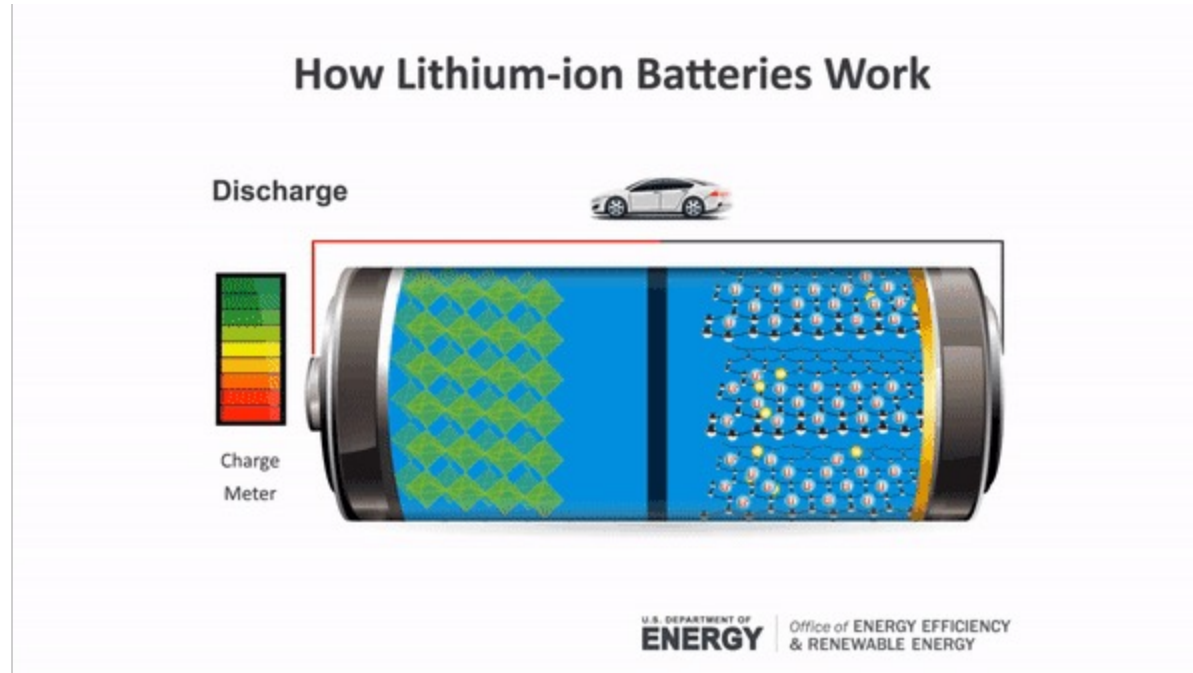 How Lithium-ion Batteries Work
Discharge
Charge
Meter
U.S. DEPARTMENT OF
ENERGY
Office of ENERGY EFFICIENCY
& RENEWABLE ENERGY